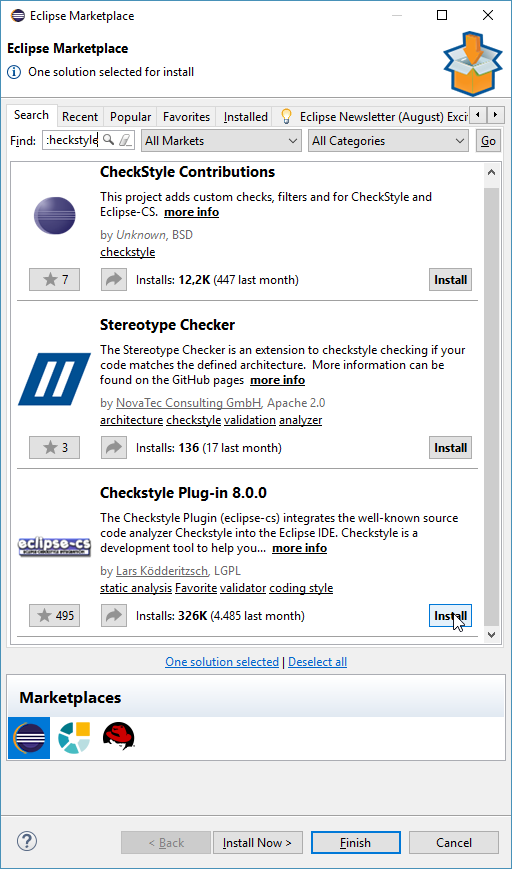 Eclipse Marketplace
Eclipse Marketplace
One solution selected for install
Search Recent Popular Favorites Installed Eclipse Newsletter (August) Exci
Find: :heckstyle All Markets All Categories Go
CheckStyle Contributions
This project adds custom checks, filters and for CheckStyle and
Eclipse-CS. more info
by Unknown, BSD
checkstyle
7 Installs: 12,2K (447 last month) Install
Stereotype Checker
The Stereotype Checker is an extension to checkstyle checking if your
code matches the defined architecture. More information can be
found on the GitHub pages more info
by NovaTec Consulting GmbH, Apache 2.0
architecture checkstyle validation analyzer
3 Installs: 136 (17 last month) Install
Checkstyle Plug-in 8.0.0
The Checkstyle Plugin (eclipse-cs) integrates the well-known source
code analyzer Checkstyle into the Eclipse IDE. Checkstyle is a
development tool to help you... more info
eclipse-cs
by Lars Ködderitzsch, LGPL
static analysis Favorite validator coding style
495 Installs: 326K (4.485 last month) Install
One solution selected | Deselect all
Marketplaces
? < Back Install Now > Finish Cancel